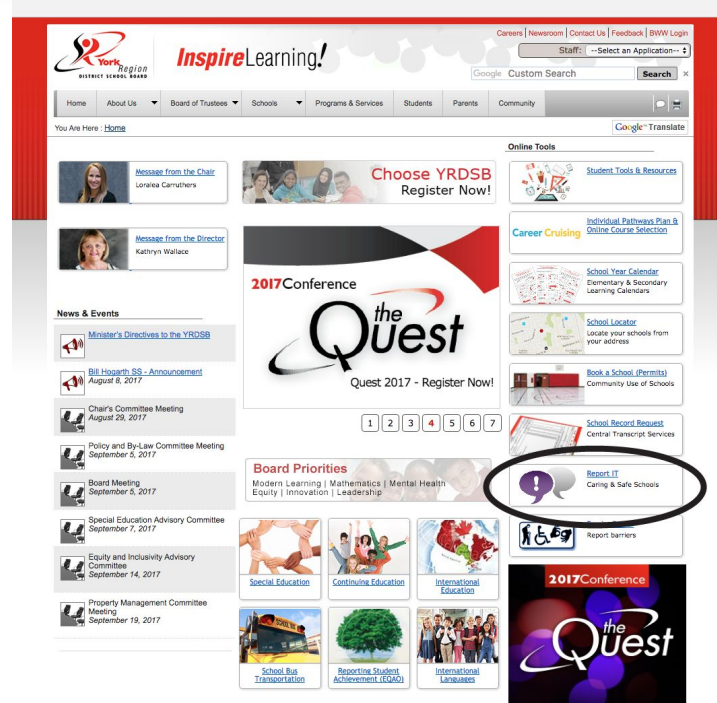 Careers | Newsroom | Contact Us | Feedback | BWW Login
York Region
DISTRICT SCHOOL BOARD
InspireLearning!
Staff: --Select an Application--
Google Custom Search Search ×
Home About Us Board of Trustees Schools Programs & Services Students Parents Community
You Are Here : Home
Google™ Translate
Message from the Chair
Loralea Carruthers
Message from the Director
Kathryn Wallace
News & Events
Minister's Directives to the YRDSB
Bill Hogarth SS - Announcement
August 8, 2017
Chair's Committee Meeting
August 29, 2017
Policy and By-Law Committee Meeting
September 5, 2017
Board Meeting
September 5, 2017
Special Education Advisory Committee
September 7, 2017
Equity and Inclusivity Advisory
Committee
September 14, 2017
Property Management Committee
Meeting
September 19, 2017
Choose YRDSB
Register Now!
2017Conference
the
Quest
Quest 2017 - Register Now!
1 2 3 4 5 6 7
Board Priorities
Modern Learning | Mathematics | Mental Health
Equity | Innovation | Leadership
Special Education
Continuing Education
International
Education
SCHOOL BUS
School Bus
Transportation
Reporting Student
Achievement (EQAO)
International
Languages
Online Tools
Student Tools & Resources
Career Cruising
Individual Pathways Plan &
Online Course Selection
School Year Calendar
Elementary & Secondary
Learning Calendars
School Locator
Locate your schools from
your address
Book a School (Permits)
Community Use of Schools
School Record Request
Central Transcript Services
Report IT
Caring & Safe Schools
Report barriers
2017Conference
the
Quest